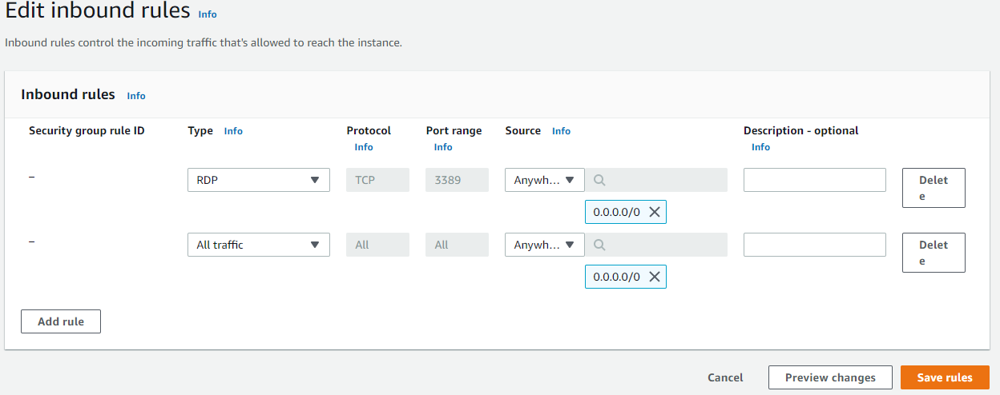 Edit inbound rules Info
Inbound rules control the incoming traffic that's allowed to reach the instance.
Inbound rules Info
Security group rule ID Type Info Protocol Info Port range Info Source Info Description - optional Info
– RDP TCP 3389 Anywh... Delet
e
0.0.0.0/0
– All traffic All All Anywh... Delet
e
0.0.0.0/0
Add rule
Cancel Preview changes Save rules